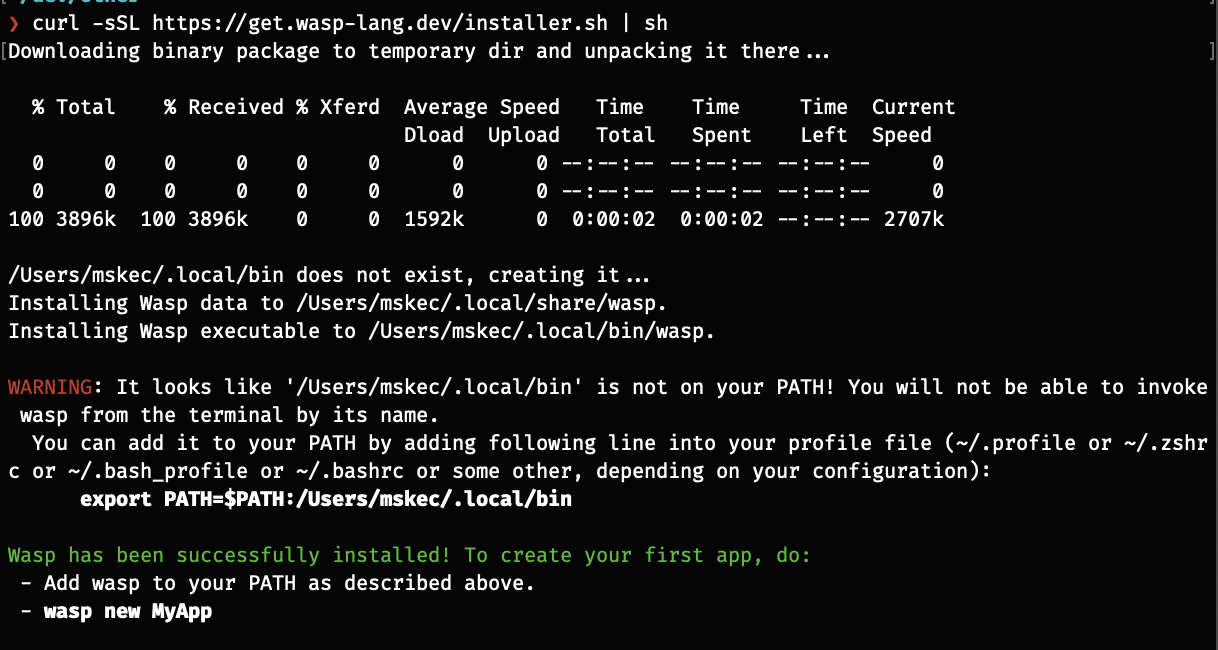 ❯ curl -sSL https://get.wasp-lang.dev/installer.sh | sh
[Downloading binary package to temporary dir and unpacking it there... ]
  % Total    % Received % Xferd  Average Speed   Time    Time     Time  Current
                                 Dload  Upload   Total   Spent    Left  Speed
  0     0    0     0    0     0      0      0 --:--:-- --:--:-- --:--:--     0
  0     0    0     0    0     0      0      0 --:--:-- --:--:-- --:--:--     0
100 3896k  100 3896k    0     0  1592k      0  0:00:02  0:00:02 --:--:-- 2707k
/Users/mskec/.local/bin does not exist, creating it...
Installing Wasp data to /Users/mskec/.local/share/wasp.
Installing Wasp executable to /Users/mskec/.local/bin/wasp.
WARNING: It looks like '/Users/mskec/.local/bin' is not on your PATH! You will not be able to invoke
 wasp from the terminal by its name.
  You can add it to your PATH by adding following line into your profile file (~/.profile or ~/.zshr
c or ~/.bash_profile or ~/.bashrc or some other, depending on your configuration):
      export PATH=$PATH:/Users/mskec/.local/bin
Wasp has been successfully installed! To create your first app, do:
 - Add wasp to your PATH as described above.
 - wasp new MyApp